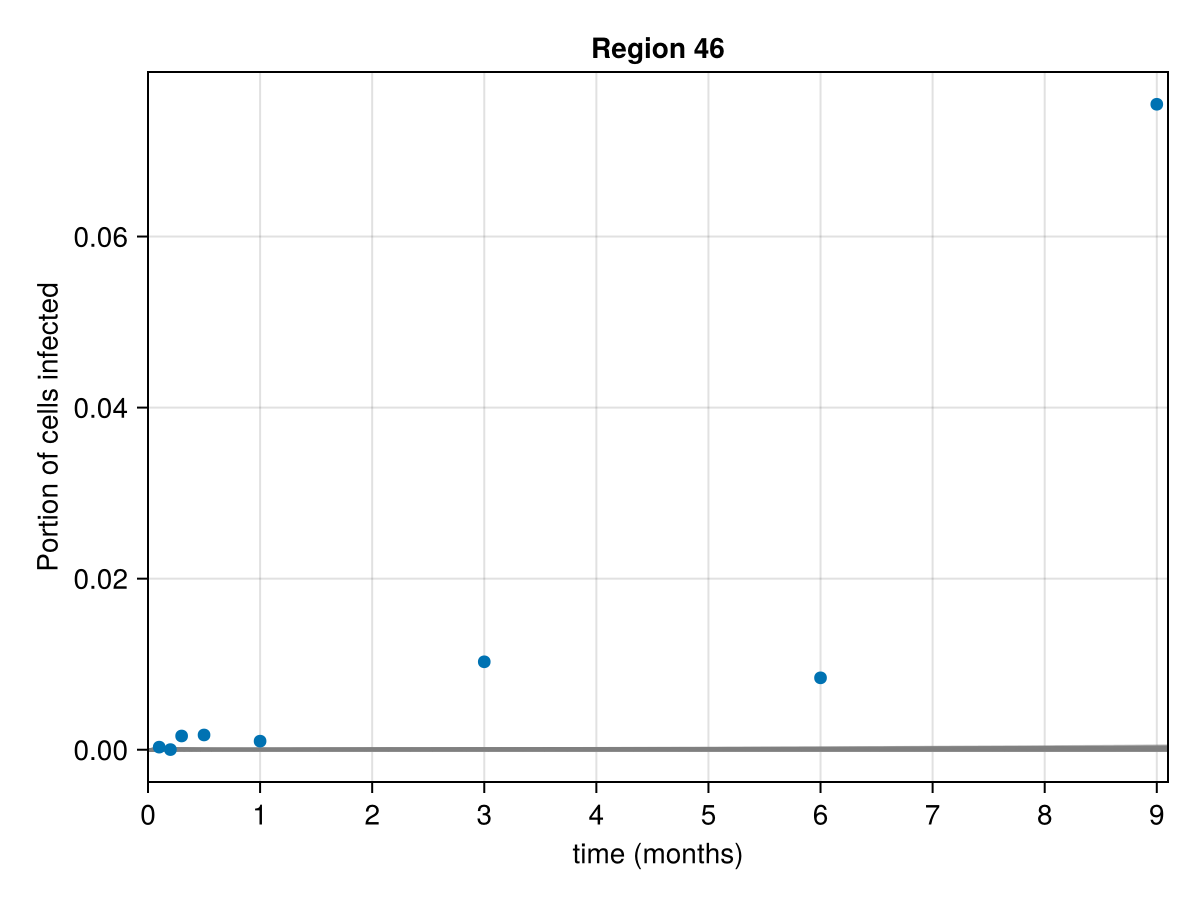 Region 46
Portion of cells infected
0.06
0.04
0.02
0.00
0 1 2 3 4 5 6 7 8 9
time (months)